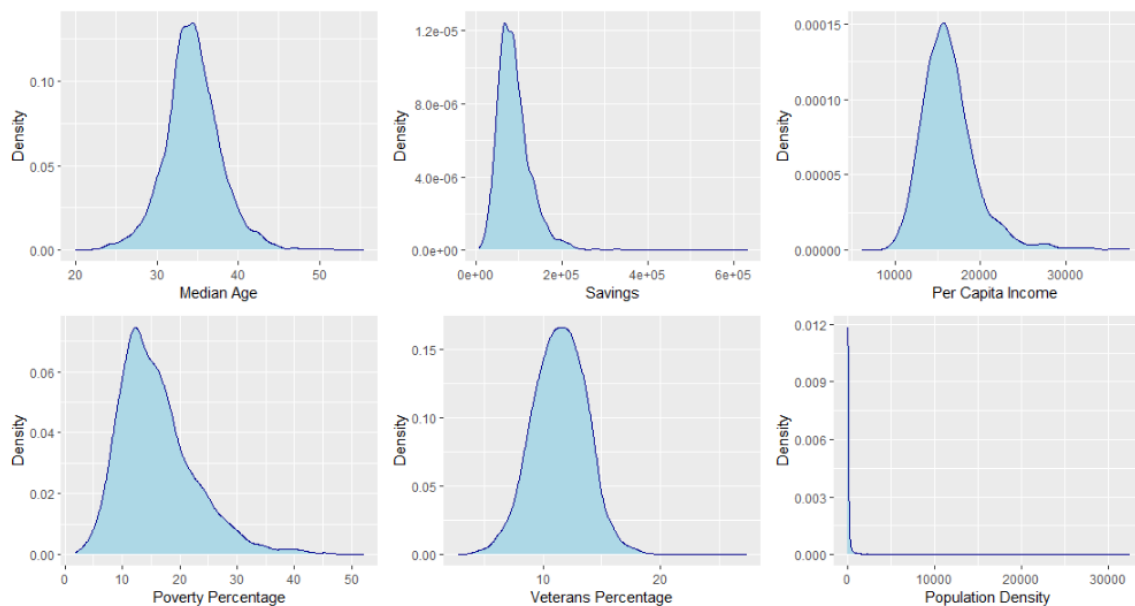 Density
0.10
0.05
0.00
20
30
40
50
Median Age
Density
1.2e-05
8.0e-06
4.0e-06
0.0e+00
0e+00
2e+05
4e+05
6e+05
Savings
Density
0.00015
0.00010
0.00005
0.00000
10000
20000
30000
Per Capita Income
Density
0.06
0.04
0.02
0.00
0
10
20
30
40
50
Poverty Percentage
Density
0.15
0.10
0.05
0.00
10
20
Veterans Percentage
Density
0.012
0.009
0.006
0.003
0.000
0
10000
20000
30000
Population Density